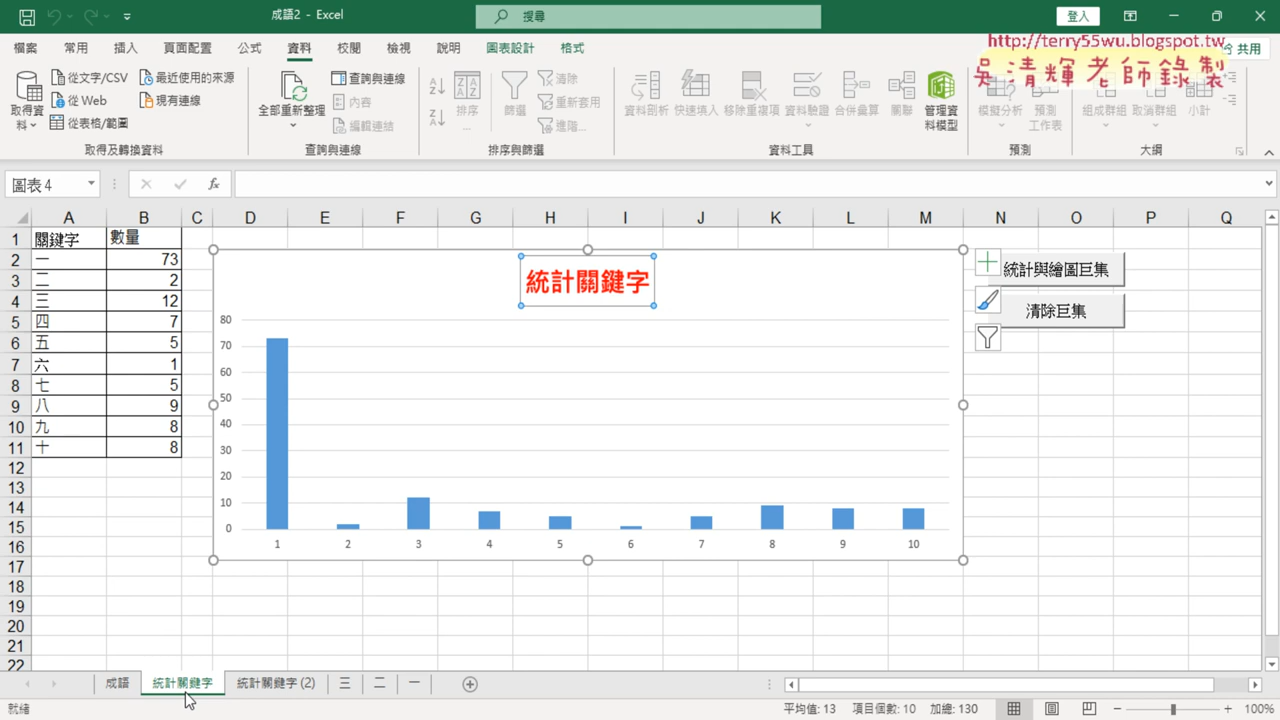 成語2 - Excel
搜尋
登入
檔案 常用 插入 頁面配置 公式 資料 校閱 檢視 說明 圖表設計 格式
共用
http://terry55wu.blogspot.tw
吳清輝老師錄製
取得資料
從文字/CSV
從 Web
從表格/範圍
最近使用的來源
現有連線
取得及轉換資料
全部重新整理
查詢與連線
內容
編輯連結
查詢與連線
排序...
篩選
清除
重新套用
進階...
排序與篩選
資料剖析 快速填入 移除重複項 資料驗證 合併彙算 關聯 管理資料模型
資料工具
模擬分析 預測工作表
預測
組成群組 取消群組 小計
大綱
圖表 4
fx
A B C D E F G H I J K L M N O P Q
1 關鍵字 數量
2 一 73
3 二 2
4 三 12
5 四 7
6 五 5
7 六 1
8 七 5
9 八 9
10 九 8
11 十 8
12
13
14
15
16
17
18
19
20
21
22
統計關鍵字
80
70
60
50
40
30
20
10
0
1 2 3 4 5 6 7 8 9 10
統計與繪圖巨集
清除巨集
成語 統計關鍵字 統計關鍵字 (2) 三 二 一
就緒
平均值: 13 項目個數: 10 加總: 130
100%